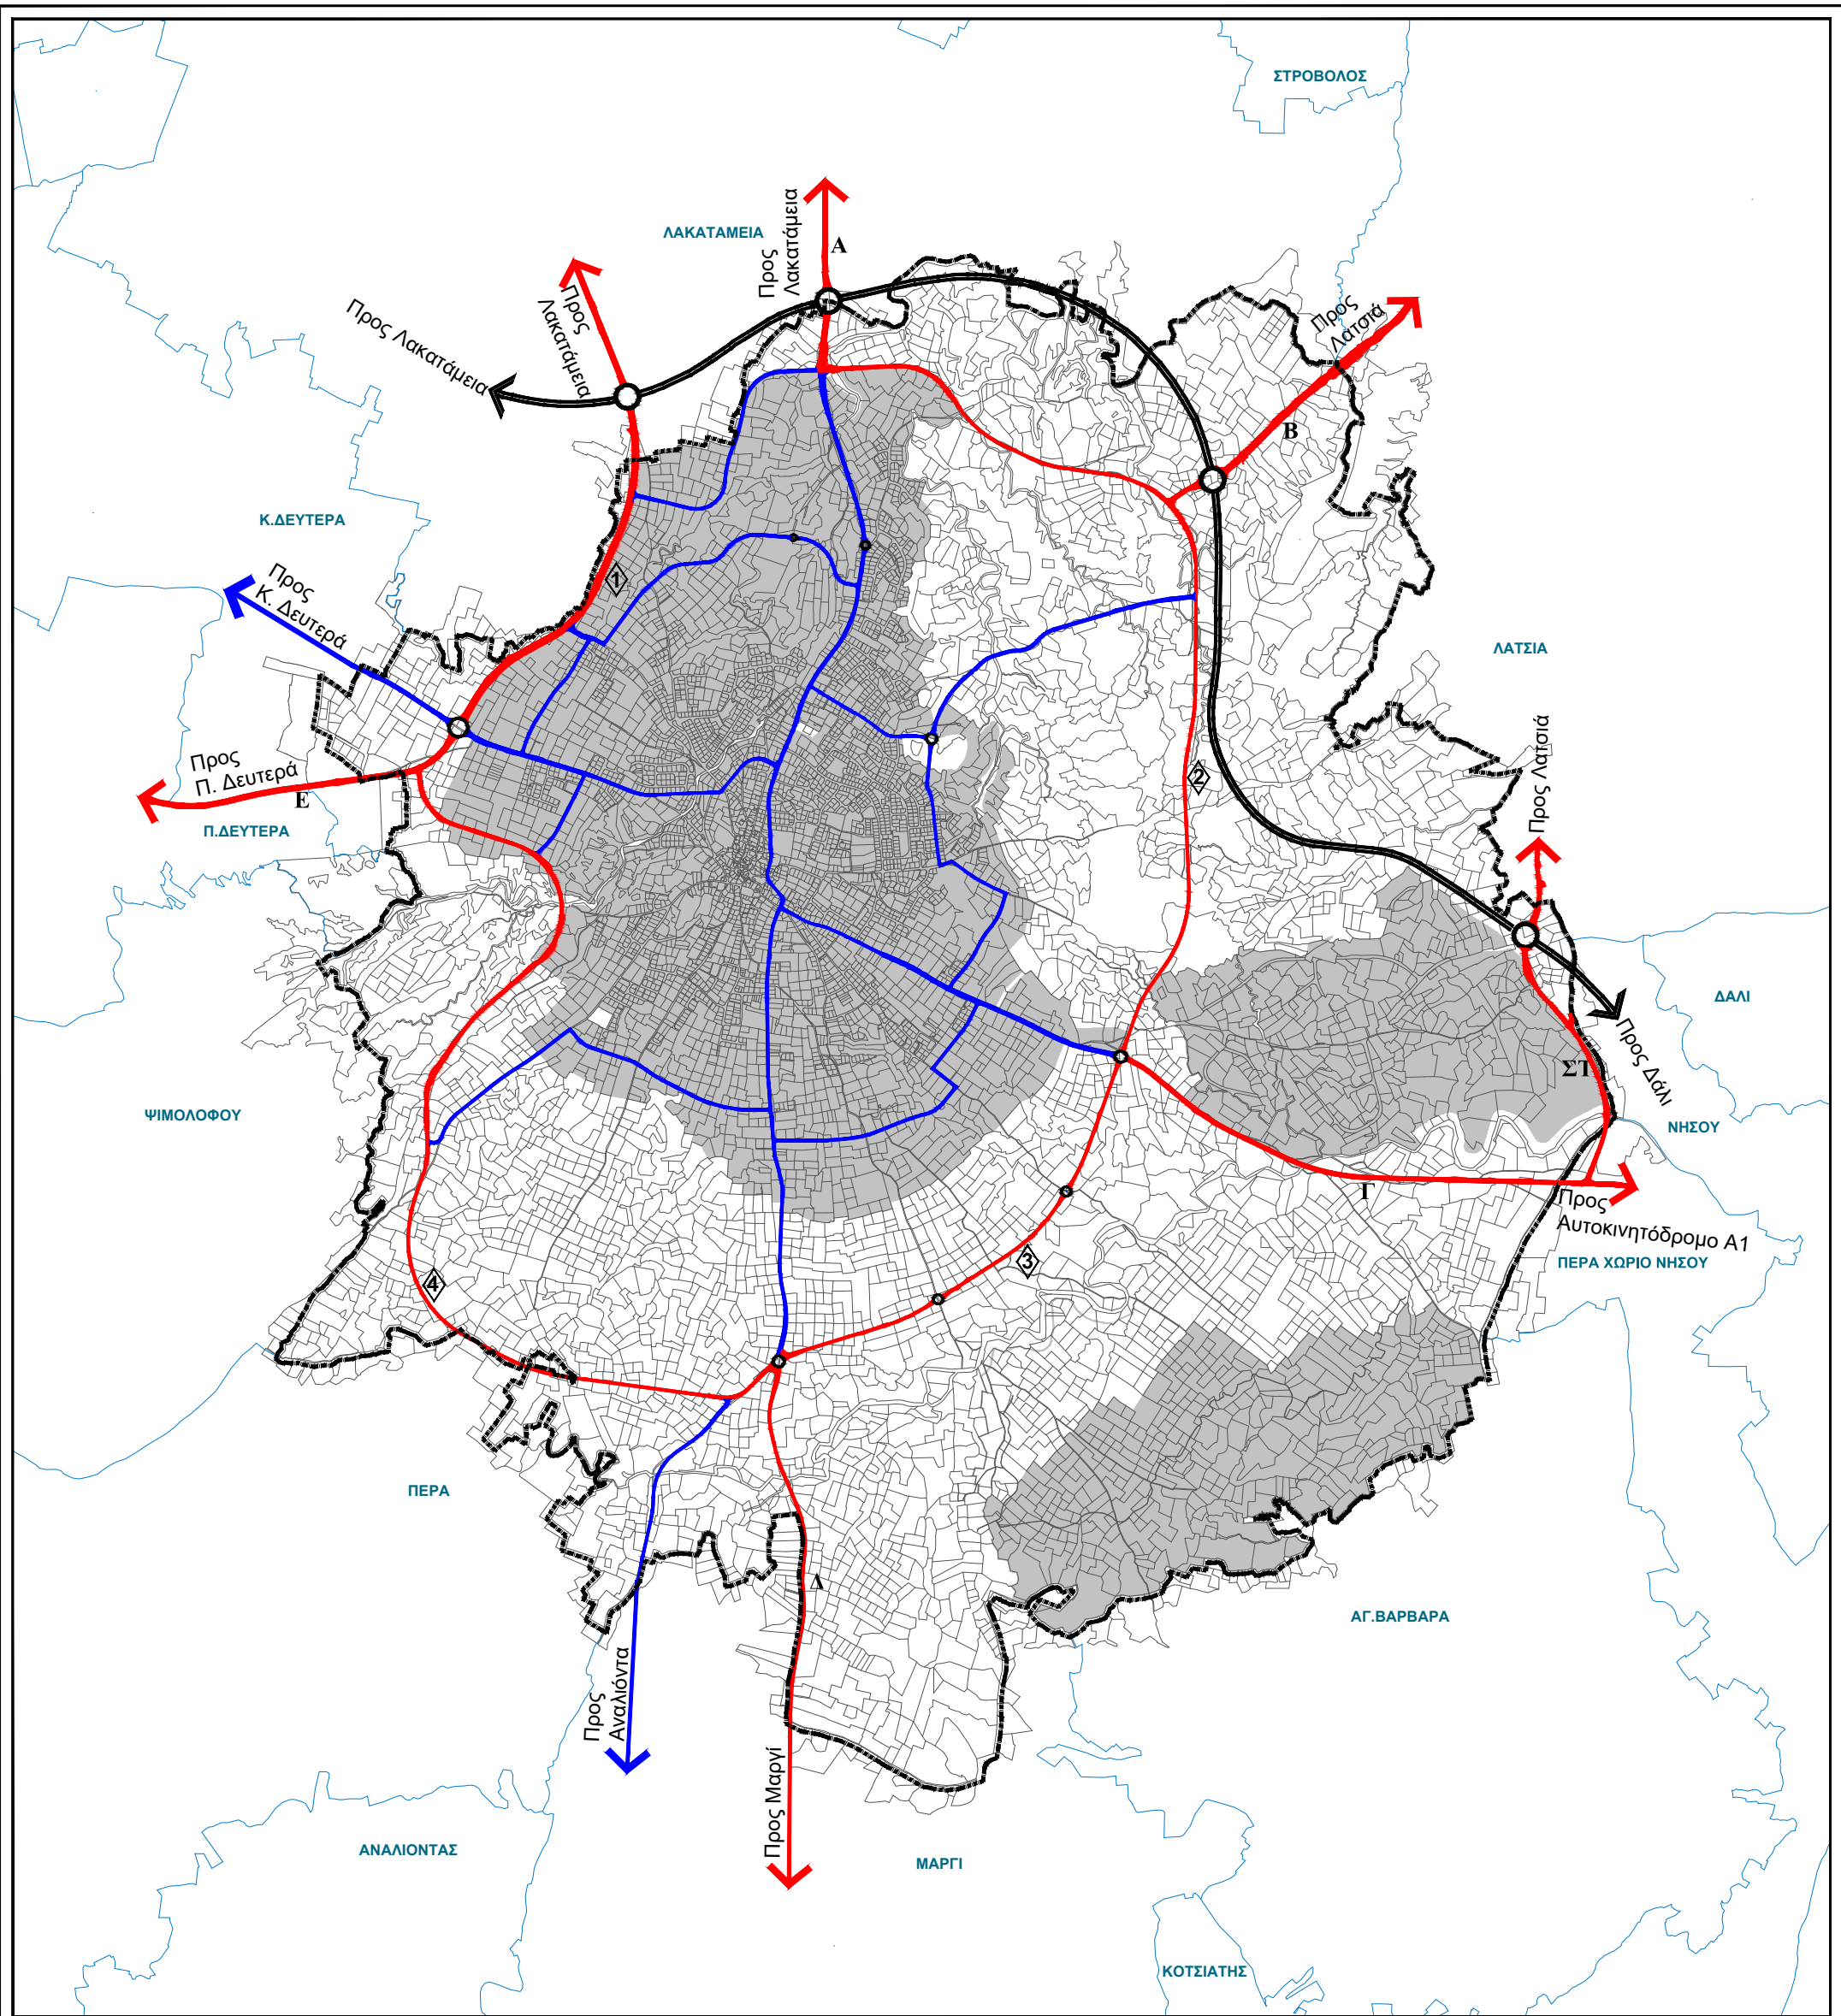 ΣΤΡΟΒΟΛΟΣ
ΛΑΚΑΤΑΜΕΙΑ
Προς
Λακατάμεια
Α
Προς
Λακατάμεια
Προς Λακατάμεια
Προς
Λατσιά
Β
Κ.ΔΕΥΤΕΡΑ
Προς
Κ. Δευτερά
1
ΛΑΤΣΙΑ
Προς
Π. Δευτερά
Ε
Π.ΔΕΥΤΕΡΑ
2
Προς Λατσιά
ΔΑΛΙ
Προς Δάλι
ΣΤ
ΨΙΜΟΛΟΦΟΥ
ΝΗΣΟΥ
Γ
Προς
Αυτοκινητόδρομο Α1
ΠΕΡΑ ΧΩΡΙΟ ΝΗΣΟΥ
3
4
ΠΕΡΑ
Δ
ΑΓ.ΒΑΡΒΑΡΑ
Προς
Αναλιόντα
Προς Μαργί
ΑΝΑΛΙΟΝΤΑΣ
ΜΑΡΓΙ
ΚΟΤΣΙΑΤΗΣ